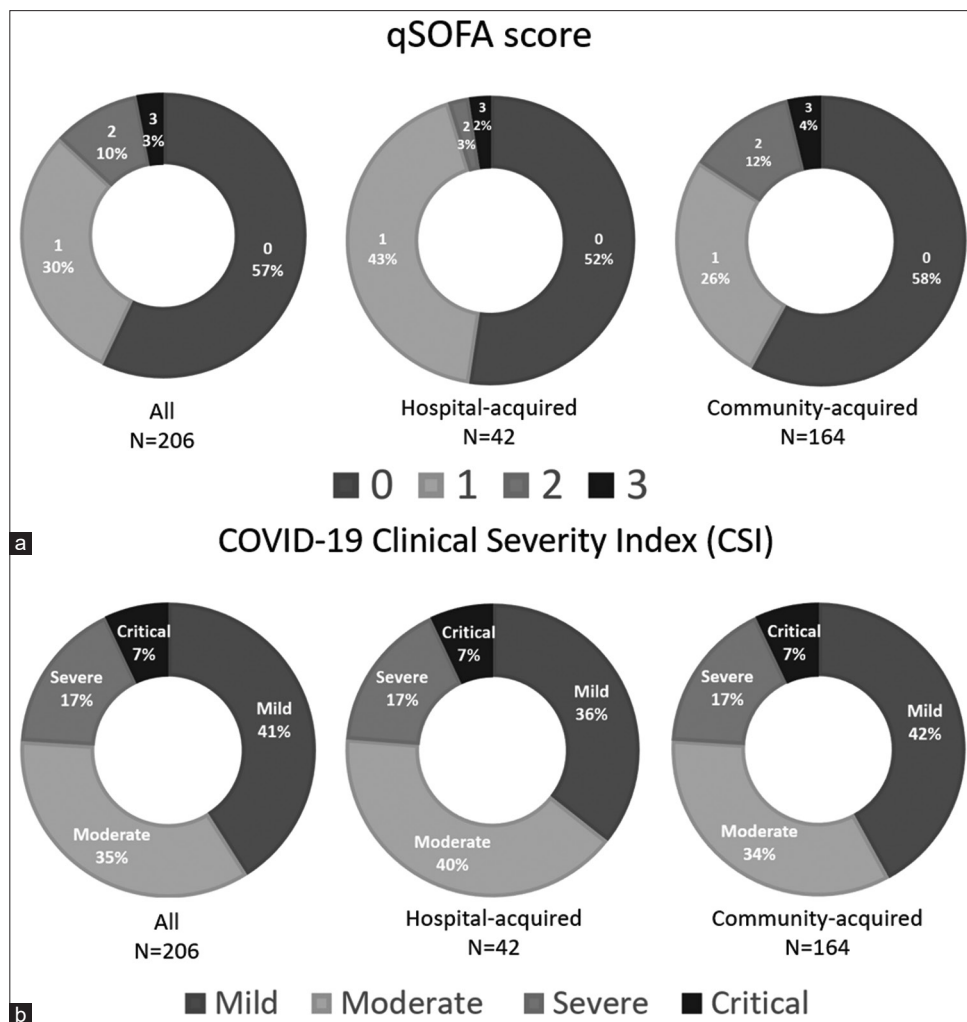 qSOFA score
3
3%
2
10%
1
30%
0
57%
All
N=206
3
2%
2
3%
1
43%
0
52%
Hospital-acquired
N=42
3
4%
2
12%
1
26%
0
58%
Community-acquired
N=164
0 1 2 3
a
COVID-19 Clinical Severity Index (CSI)
Critical
7%
Severe
17%
Mild
41%
Moderate
35%
All
N=206
Critical
7%
Severe
17%
Mild
36%
Moderate
40%
Hospital-acquired
N=42
Critical
7%
Severe
17%
Mild
42%
Moderate
34%
Community-acquired
N=164
Mild Moderate Severe Critical
b